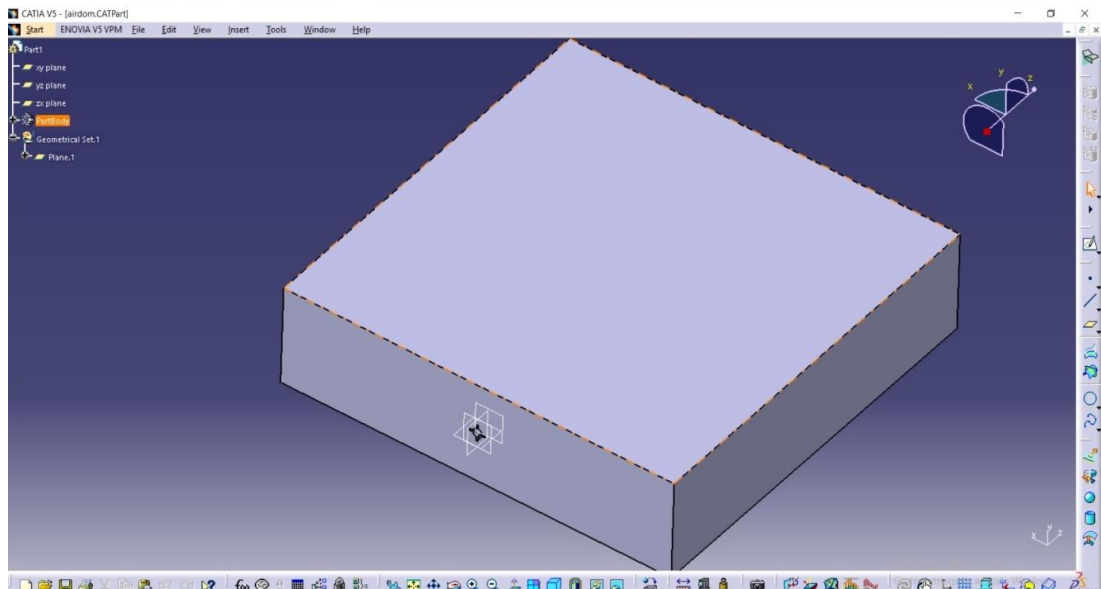 CATIA V5 - [airdom.CATPart]
Start ENOVIA V5 VPM File Edit View Insert Tools Window Help
Part1
xy plane
yz plane
zx plane
PartBody
Geometrical Set.1
Plane.1
y
x
z
y
x
z